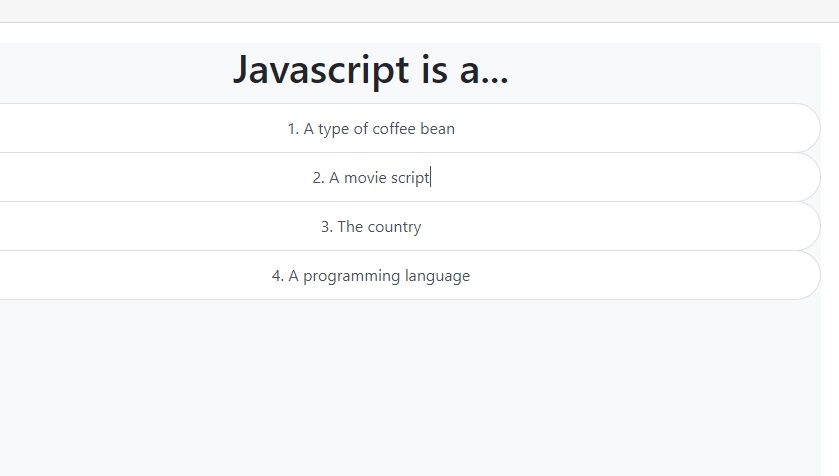 Javascript is a...
1. A type of coffee bean
2. A movie script
3. The country
4. A programming language